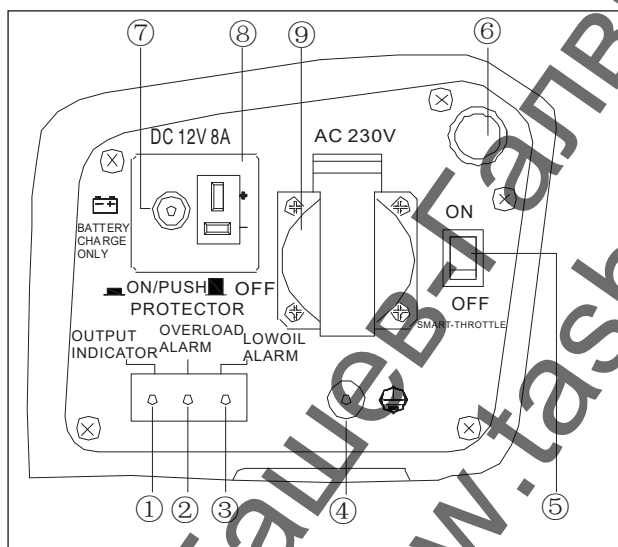 ⑦
⑧
⑨
⑥
DC 12V 8A
AC 230V
+
-
BATTERY
CHARGE
ONLY
ON
ON/PUSH OFF
PROTECTOR
OFF
SMART-THROTTLE
OUTPUT
INDICATOR
OVERLOAD
ALARM
LOWOIL
ALARM
①
②
③
④
⑤